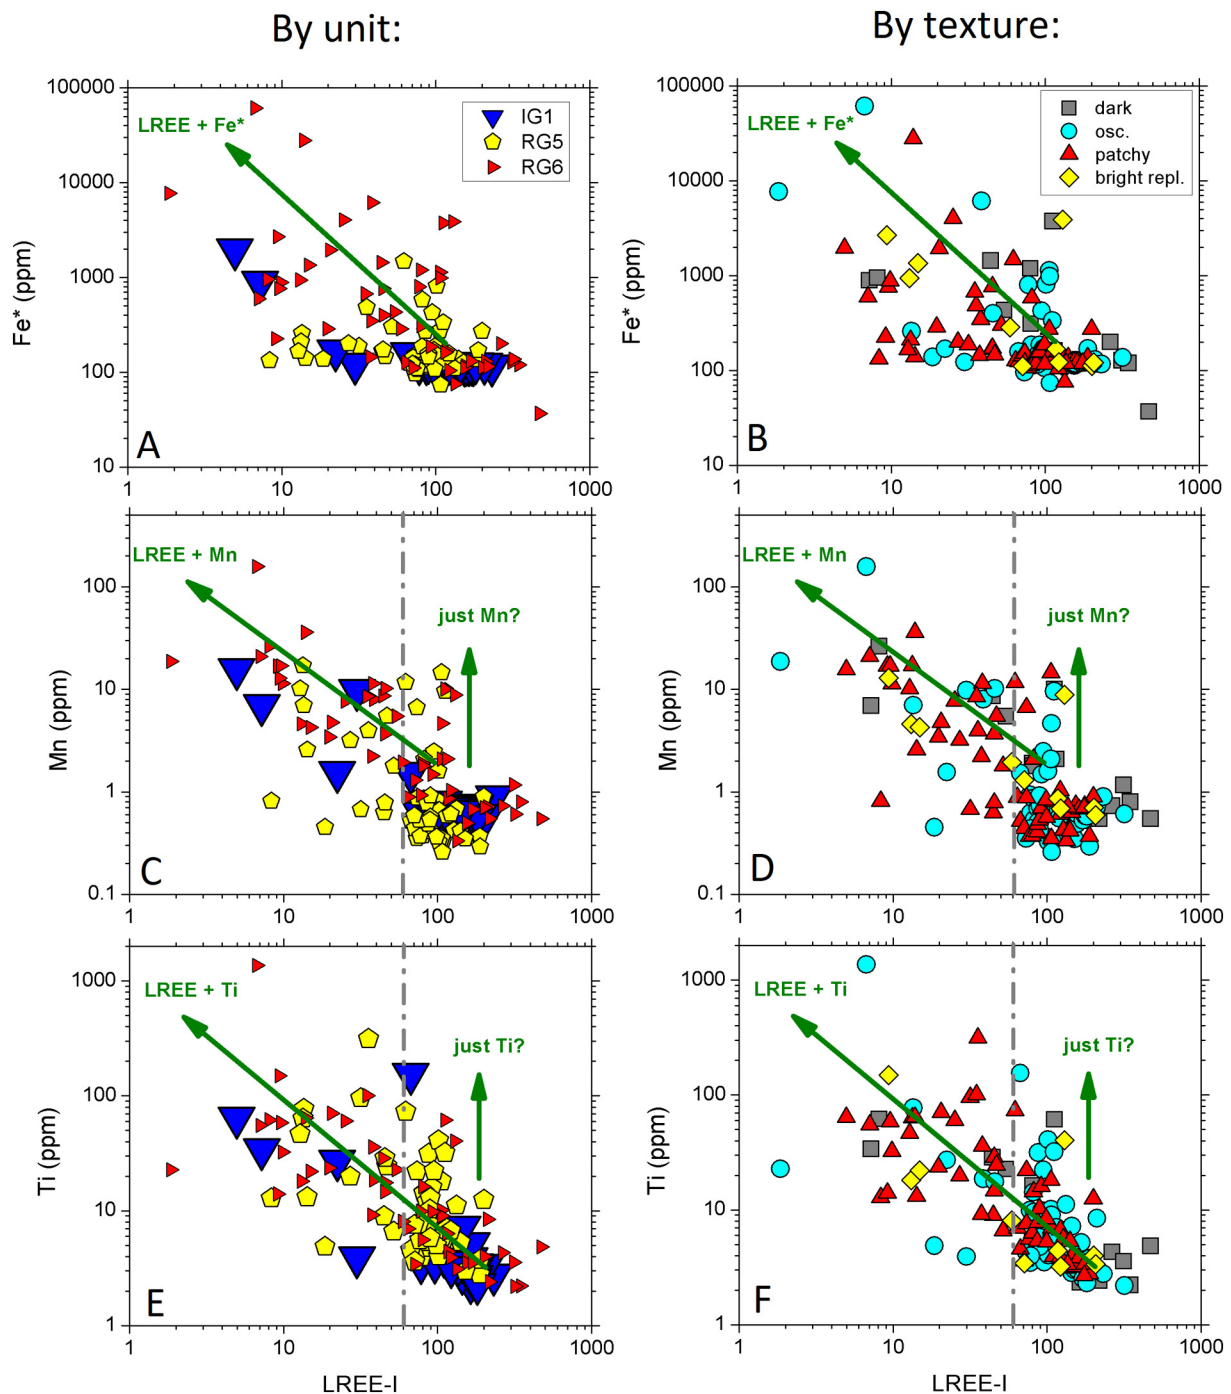 By unit:
By texture:
100000
10000
1000
100
10
Fe* (ppm)
LREE + Fe*
IG1
RG5
RG6
A
1
10
100
1000
100000
10000
1000
100
10
Fe* (ppm)
LREE + Fe*
dark
osc.
patchy
bright repl.
B
1
10
100
1000
100
10
1
0.1
Mn (ppm)
LREE + Mn
just Mn?
C
1
10
100
1000
100
10
1
0.1
Mn (ppm)
LREE + Mn
just Mn?
D
1
10
100
1000
1000
100
10
1
Ti (ppm)
LREE + Ti
just Ti?
E
1
10
100
1000
LREE-I
1000
100
10
1
Ti (ppm)
LREE + Ti
just Ti?
F
1
10
100
1000
LREE-I